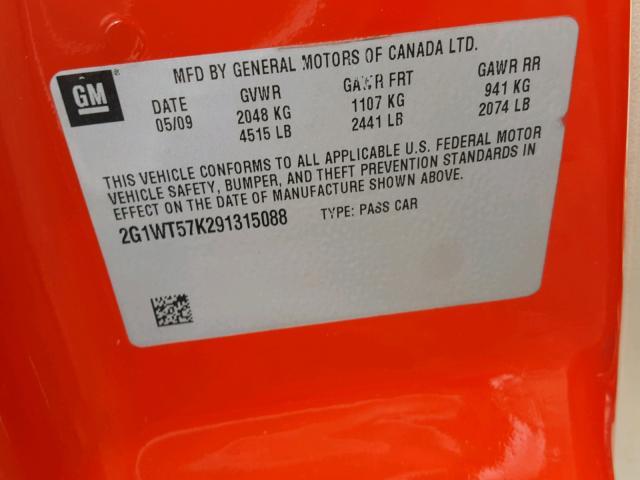 GM
MFD BY GENERAL MOTORS OF CANADA LTD.
DATE GVWR GAWR FRT GAWR RR
05/09 2048 KG 1107 KG 941 KG
4515 LB 2441 LB 2074 LB
THIS VEHICLE CONFORMS TO ALL APPLICABLE U.S. FEDERAL MOTOR
VEHICLE SAFETY, BUMPER, AND THEFT PREVENTION STANDARDS IN
EFFECT ON THE DATE OF MANUFACTURE SHOWN ABOVE.
2G1WT57K291315088 TYPE: PASS CAR